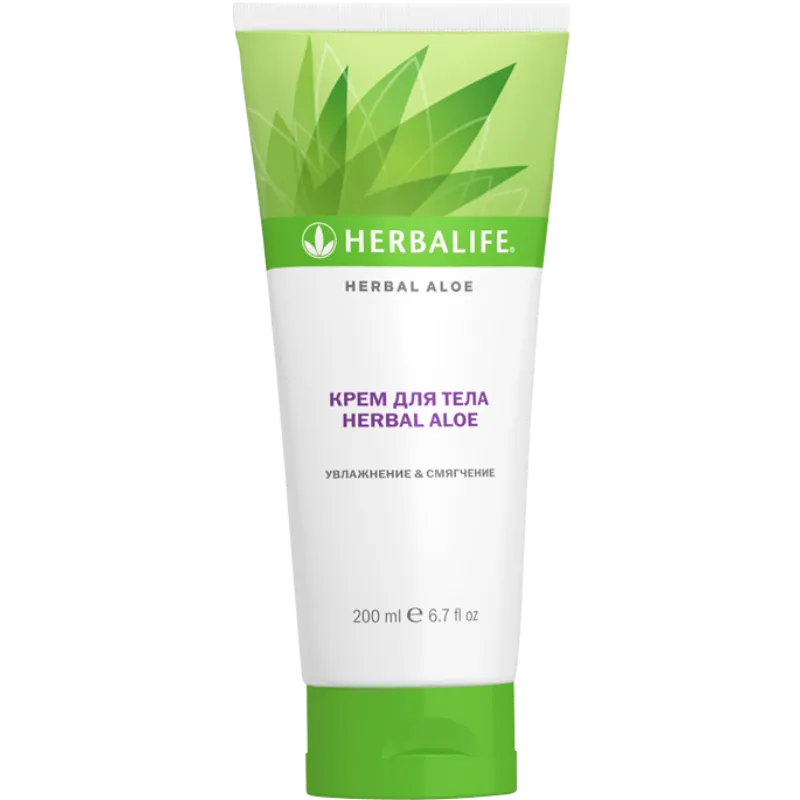 HERBALIFE®
HERBAL ALOE
КРЕМ ДЛЯ ТЕЛА
HERBAL ALOE
УВЛАЖНЕНИЕ & СМЯГЧЕНИЕ
200 ml ℮ 6.7 fl oz